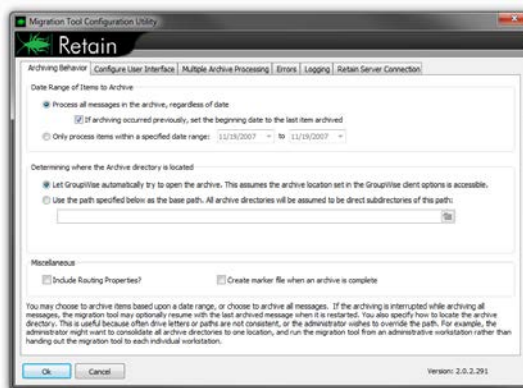 Migration Tool Configuration Utility
Retain
Archiving Behavior Configure User Interface Multiple Archive Processing Errors Logging Retain Server Connection
Date Range of Items to Archive
Process all messages in the archive, regardless of date
If archiving occurred previously, set the beginning date to the last item archived
Only process items within a specified date range: 11/19/2007 to 11/19/2007
Determining where the Archive directory is located
Let GroupWise automatically try to open the archive. This assumes the archive location set in the GroupWise client options is accessible.
Use the path specified below as the base path. All archive directories will be assumed to be direct subdirectories of this path:
Miscellaneous
Include Routing Properties? Create marker file when an archive is complete
You may choose to archive items based upon a date range, or choose to archive all messages. If the archiving is interrupted while archiving all
messages, the migration tool may optionally resume with the last archived message when it is restarted. You also specify how to locate the archive
directory. This is useful because often drive letters or paths are not consistent, or the administrator wishes to override the path. For example, the
administrator might want to consolidate all archive directories to one location, and run the migration tool from an administrative workstation rather than
handing out the migration tool to each individual workstation.
Ok Cancel Version: 2.0.2.291